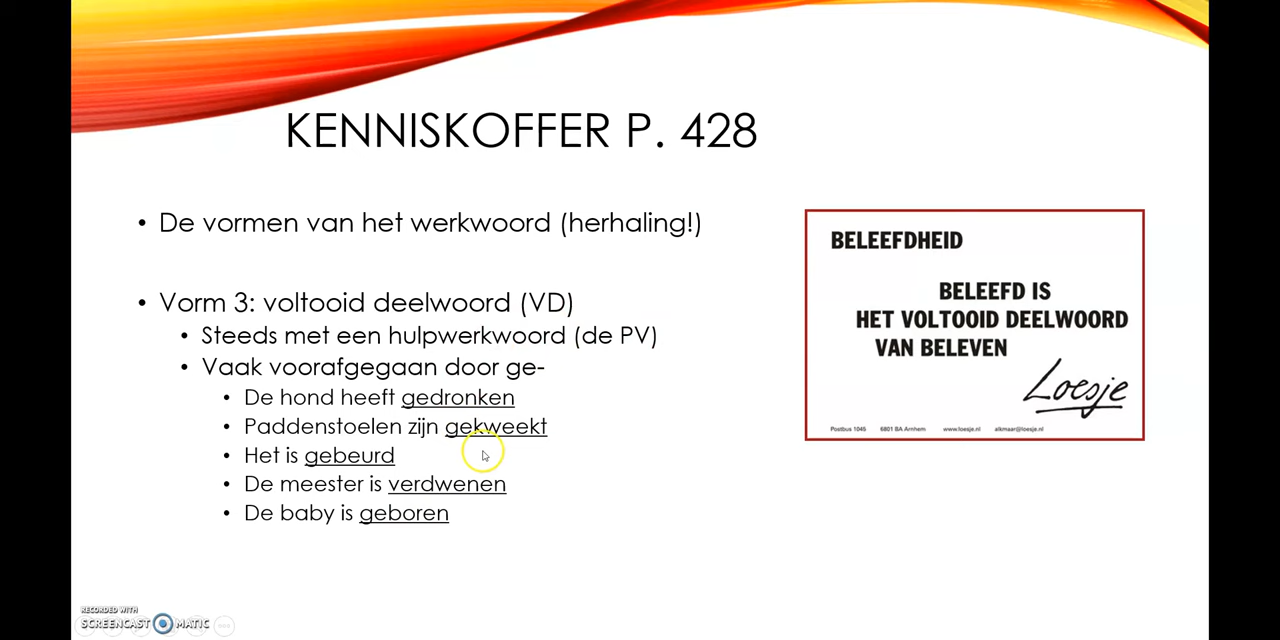 KENNISKOFFER P. 428
• De vormen van het werkwoord (herhaling!)
• Vorm 3: voltooid deelwoord (VD)
• Steeds met een hulpwerkwoord (de PV)
• Vaak voorafgegaan door ge-
• De hond heeft gedronken
• Paddenstoelen zijn gekweekt
• Het is gebeurd
• De meester is verdwenen
• De baby is geboren
BELEEFDHEID
BELEEFD IS
HET VOLTOOID DEELWOORD
VAN BELEVEN
Loesje
Postbus 1045 6801 BA Arnhem www.loesje.nl alkmaar@loesje.nl
RECORDED WITH
SCREENCAST MATIC